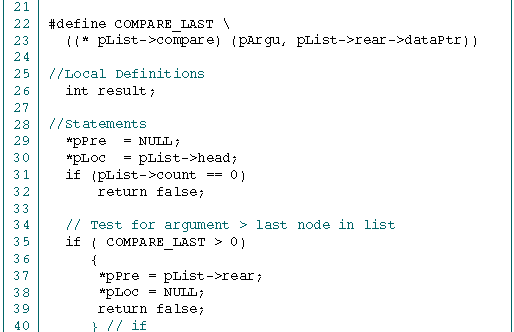 21
22 #define COMPARE_LAST \
23 ((* pList->compare) (pArgu, pList->rear->dataPtr))
24
25 //Local Definitions
26 int result;
27
28 //Statements
29 *pPre = NULL;
30 *pLoc = pList->head;
31 if (pList->count == 0)
32 return false;
33
34 // Test for argument > last node in list
35 if ( COMPARE_LAST > 0)
36 {
37 *pPre = pList->rear;
38 *pLoc = NULL;
39 return false;
40 } // if